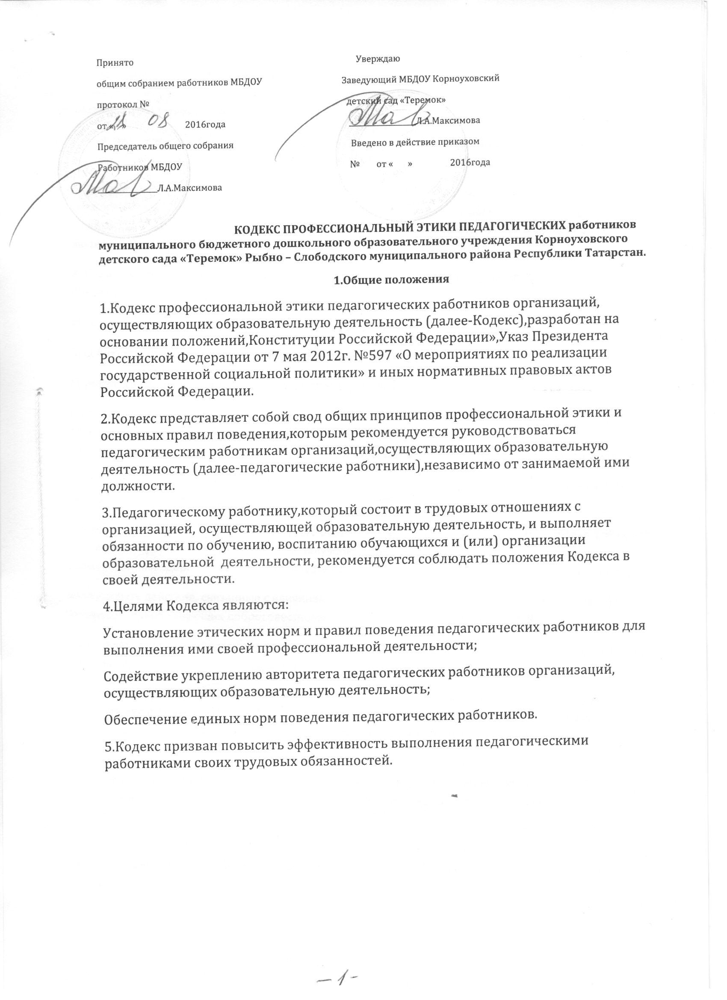 Принято
общим собранием работников МБДОУ
протокол №
от « » 08 2016года
Председатель общего собрания
Работников МБДОУ
Л.А.Максимова
Уверждаю
Заведующий МБДОУ Корноуховский
детский сад «Теремок»
Л.А.Максимова
Введено в действие приказом
№ от « » 2016года
КОДЕКС ПРОФЕССИОНАЛЬНЫЙ ЭТИКИ ПЕДАГОГИЧЕСКИХ работников
муниципального бюджетного дошкольного образовательного учреждения Корноуховского
детского сада «Теремок» Рыбно – Слободского муниципального района Республики Татарстан.
1.Общие положения
1.Кодекс профессиональной этики педагогических работников организаций,
осуществляющих образовательную деятельность (далее-Кодекс),разработан на
основании положений,Конституции Российской Федерации»,Указ Президента
Российской Федерации от 7 мая 2012г. №597 «О мероприятиях по реализации
государственной социальной политики» и иных нормативных правовых актов
Российской Федерации.
2.Кодекс представляет собой свод общих принципов профессиональной этики и
основных правил поведения,которым рекомендуется руководствоваться
педагогическим работникам организаций,осуществляющих образовательную
деятельность (далее-педагогические работники),независимо от занимаемой ими
должности.
3.Педагогическому работнику,который состоит в трудовых отношениях с
организацией, осуществляющей образовательную деятельность, и выполняет
обязанности по обучению, воспитанию обучающихся и (или) организации
образовательной деятельности, рекомендуется соблюдать положения Кодекса в
своей деятельности.
4.Целями Кодекса являются:
Установление этических норм и правил поведения педагогических работников для
выполнения ими своей профессиональной деятельности;
Содействие укреплению авторитета педагогических работников организаций,
осуществляющих образовательную деятельность;
Обеспечение единых норм поведения педагогических работников.
5.Кодекс призван повысить эффективность выполнения педагогическими
работниками своих трудовых обязанностей.
– 1 -